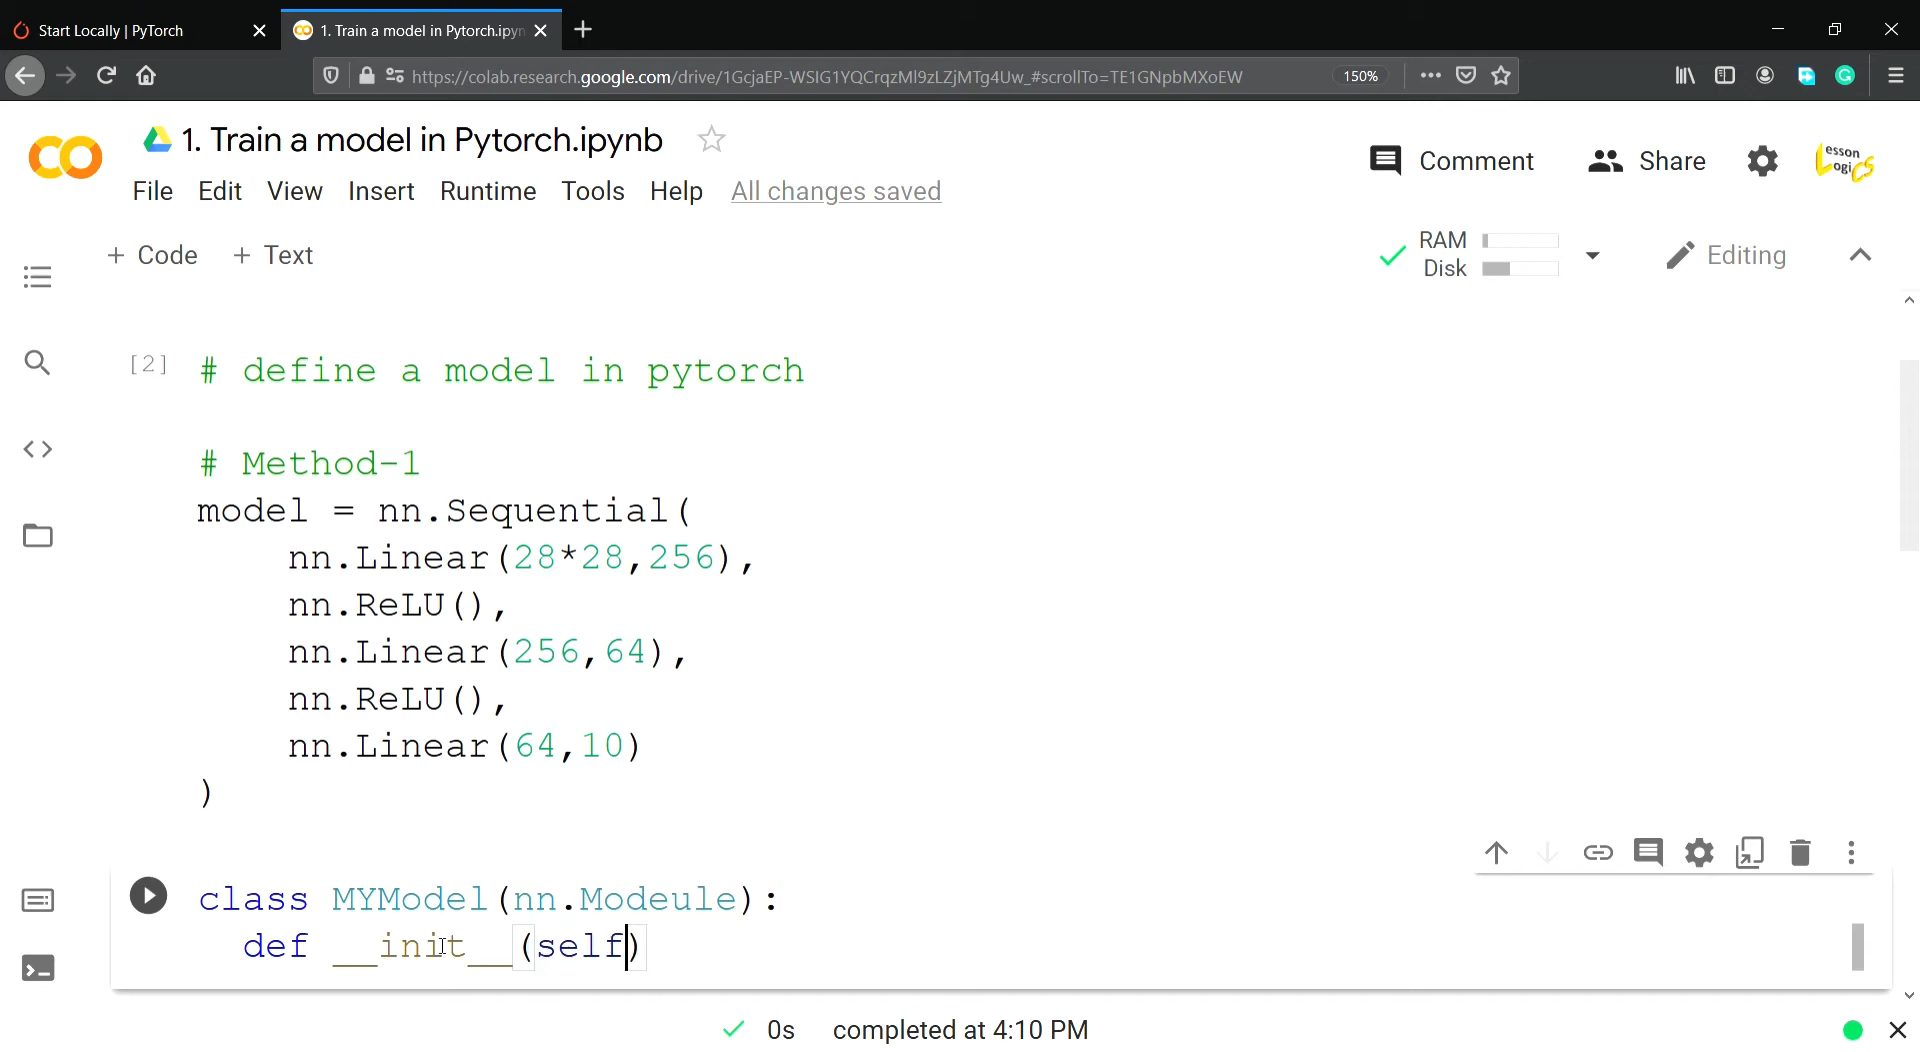 Start Locally | PyTorch
1. Train a model in Pytorch.ipyn
https://colab.research.google.com/drive/1GcjaEP-WSIG1YQCrqzMl9zLZjMTg4Uw_#scrollTo=TE1GNpbMXoEW
150%
1. Train a model in Pytorch.ipynb
Comment
Share
esson
Logi CS
File Edit View Insert Runtime Tools Help All changes saved
+ Code + Text
RAM
Disk
Editing
[2] # define a model in pytorch
# Method-1
model = nn.Sequential(
nn.Linear(28*28,256),
nn.ReLU(),
nn.Linear(256,64),
nn.ReLU(),
nn.Linear(64,10)
)
class MYModel(nn.Modeule):
def __init__(self)
0s completed at 4:10 PM